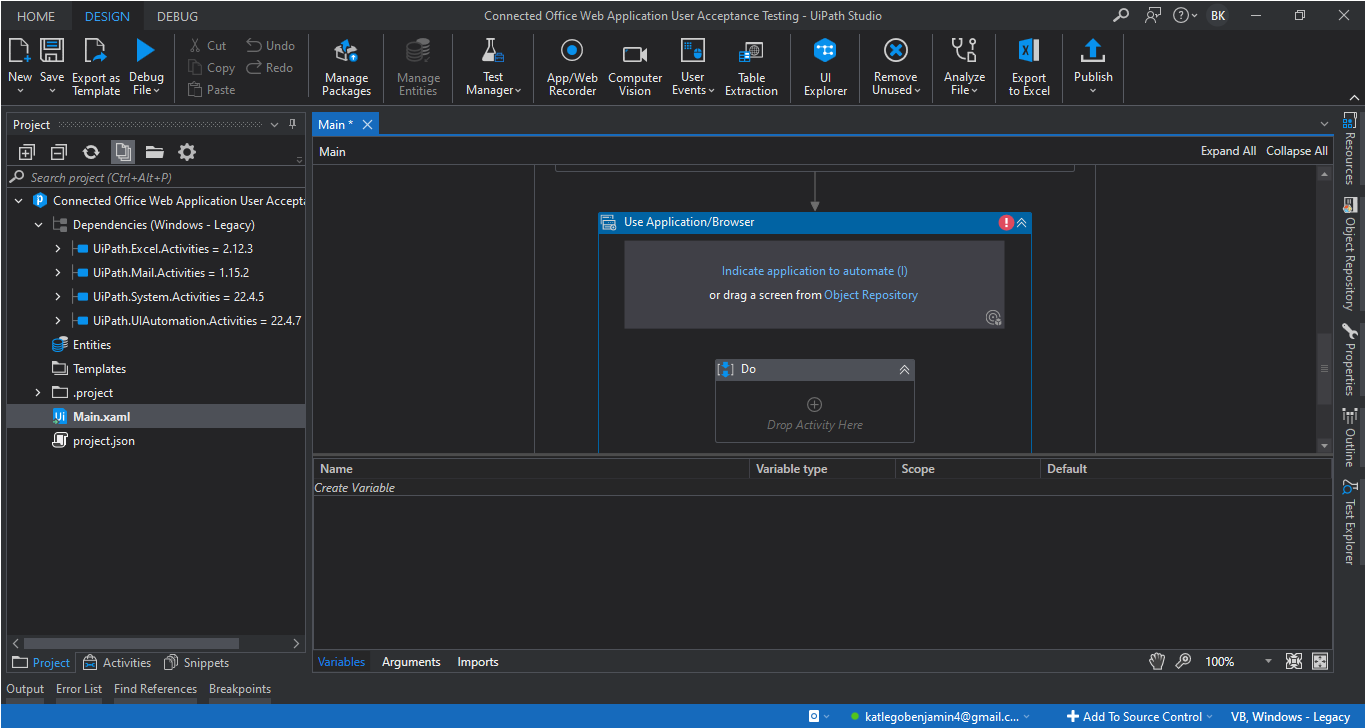 HOME DESIGN DEBUG
Connected Office Web Application User Acceptance Testing - UiPath Studio
BK
New
Save
Export as
Template
Debug
File
Cut
Copy
Paste
Undo
Redo
Manage
Packages
Manage
Entities
Test
Manager
App/Web
Recorder
Computer
Vision
User
Events
Table
Extraction
UI
Explorer
Remove
Unused
Analyze
File
Export
to Excel
Publish
Project
Search project (Ctrl+Alt+P)
Connected Office Web Application User Accepta
Dependencies (Windows - Legacy)
UiPath.Excel.Activities = 2.12.3
UiPath.Mail.Activities = 1.15.2
UiPath.System.Activities = 22.4.5
UiPath.UIAutomation.Activities = 22.4.7
Entities
Templates
.project
Main.xaml
project.json
Project Activities Snippets
Main *
Main
Expand All Collapse All
Use Application/Browser
Indicate application to automate (I)
or drag a screen from Object Repository
Do
Drop Activity Here
Name Variable type Scope Default
Create Variable
Variables Arguments Imports
100%
Resources
Object Repository
Properties
Outline
Test Explorer
Output Error List Find References Breakpoints
katlegobenjamin4@gmail.c...
Add To Source Control
VB, Windows - Legacy